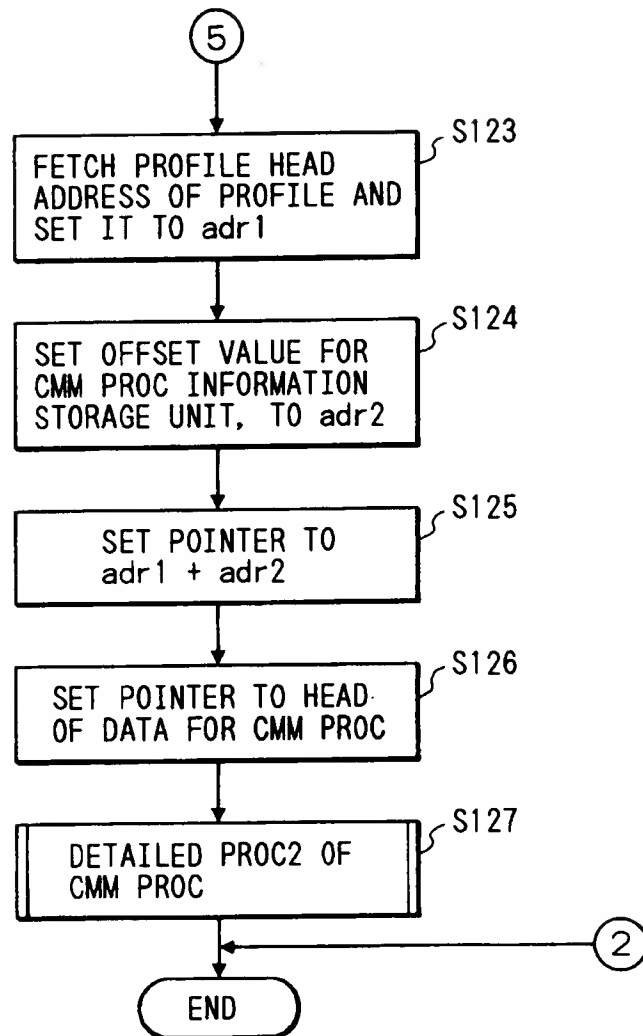 5
S123
FETCH PROFILE HEAD
ADDRESS OF PROFILE AND
SET IT TO adr1
S124
SET OFFSET VALUE FOR
CMM PROC INFORMATION
STORAGE UNIT, TO adr2
S125
SET POINTER TO
adr1 + adr2
S126
SET POINTER TO HEAD
OF DATA FOR CMM PROC
S127
DETAILED PROC2 OF
CMM PROC
2
END